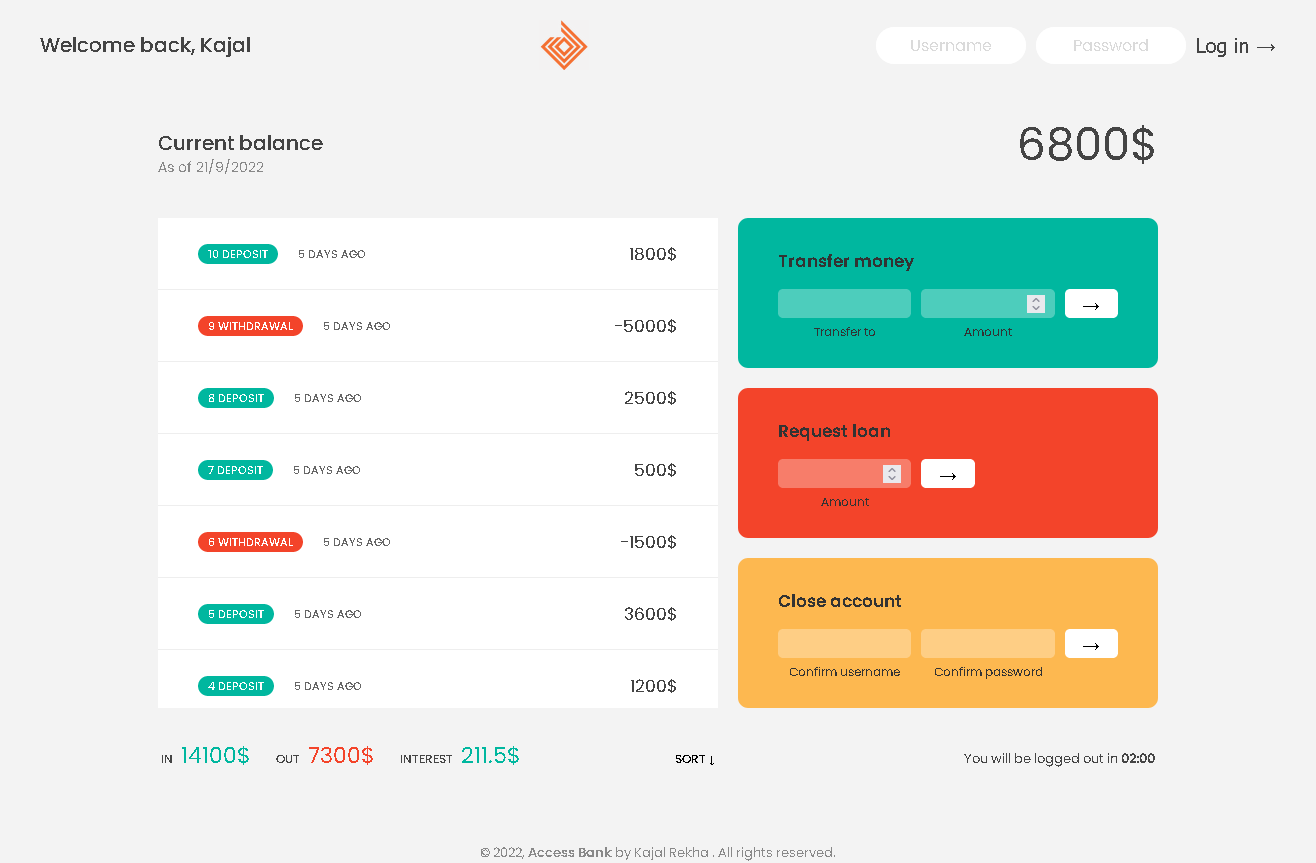 Welcome back, Kajal
Username
Password
Log in →
Current balance
As of 21/9/2022
6800$
10 DEPOSIT 5 DAYS AGO 1800$
9 WITHDRAWAL 5 DAYS AGO -5000$
8 DEPOSIT 5 DAYS AGO 2500$
7 DEPOSIT 5 DAYS AGO 500$
6 WITHDRAWAL 5 DAYS AGO -1500$
5 DEPOSIT 5 DAYS AGO 3600$
4 DEPOSIT 5 DAYS AGO 1200$
Transfer money
→
Transfer to Amount
Request loan
→
Amount
Close account
→
Confirm username Confirm password
IN 14100$ OUT 7300$ INTEREST 211.5$ SORT ↓
You will be logged out in 02:00
© 2022, Access Bank by Kajal Rekha . All rights reserved.